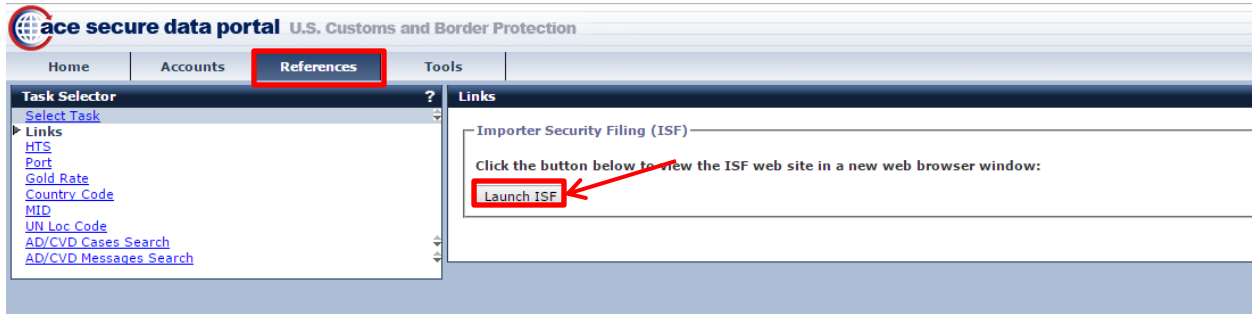 ace secure data portal U.S. Customs and Border Protection
Home Accounts References Tools
Task Selector ?
Select Task
Links
HTS
Port
Gold Rate
Country Code
MID
UN Loc Code
AD/CVD Cases Search
AD/CVD Messages Search
Links
Importer Security Filing (ISF)
Click the button below to view the ISF web site in a new web browser window:
Launch ISF